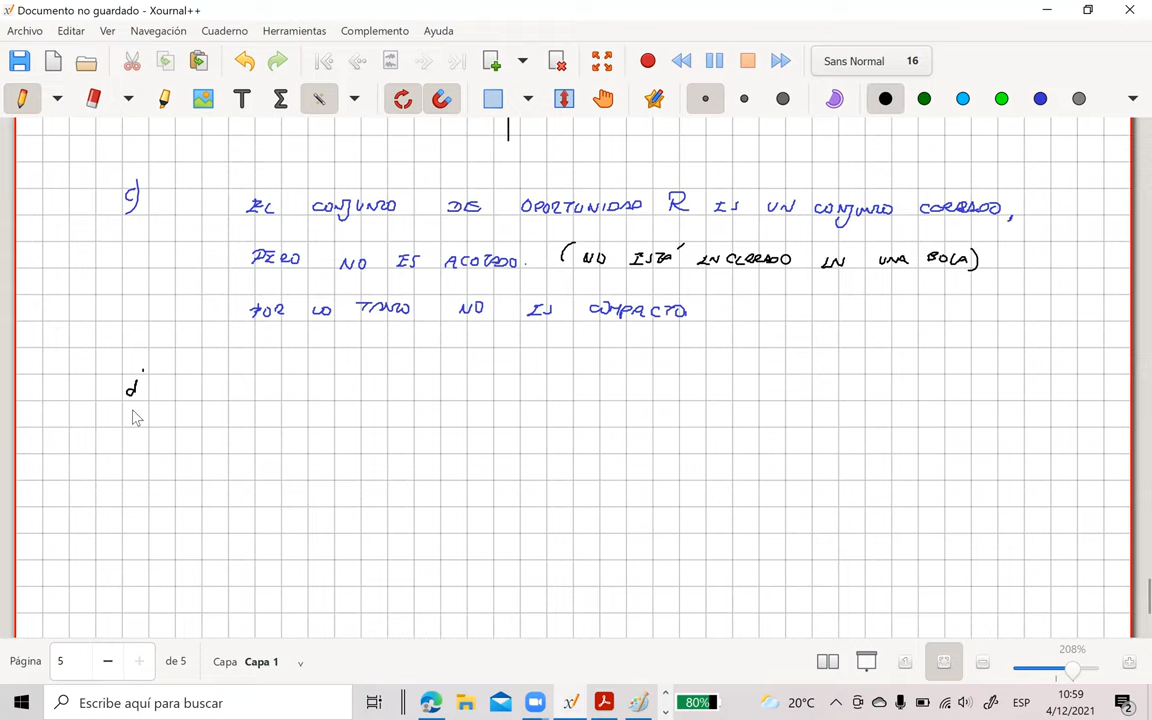 Documento no guardado - Xournal++
Archivo Editar Ver Navegación Cuaderno Herramientas Complemento Ayuda
Sans Normal 16
c) EL CONJUNTO DE OPORTUNIDAD R ES UN CONJUNTO CERRADO,
PERO NO ES ACOTADO. (NO ESTÁ ENCERRADO EN UNA BOLA)
POR LO TANTO NO ES COMPACTO
d
Página 5 de 5 Capa Capa 1
208%
Escribe aquí para buscar
80%
20°C
ESP
10:59
4/12/2021
2